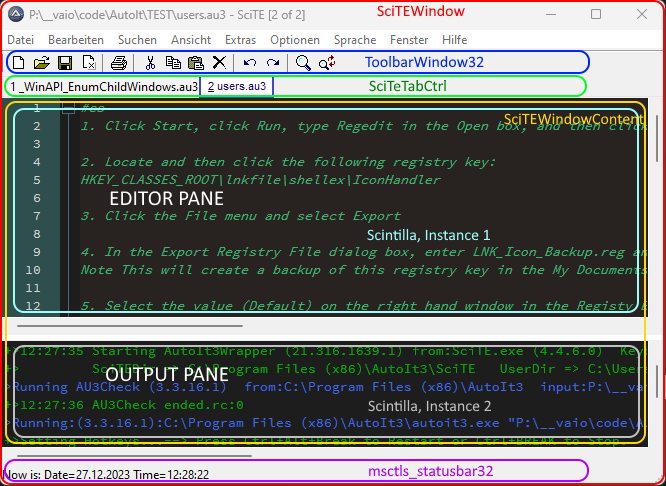 P:\__vaio\code\AutoIt\TEST\users.au3 - SciTE [2 of 2]
SciTEWindow
Datei Bearbeiten Suchen Ansicht Extras Optionen Sprache Fenster Hilfe
ToolbarWindow32
1 _WinAPI_EnumChildWindows.au3 2 users.au3
SciTeTabCtrl
1 #cs
SciTEWindowContent
2 1. Click Start, click Run, type Regedit in the Open box, and then clic
3
4 2. Locate and then click the following registry key:
5 HKEY_CLASSES_ROOT\lnkfile\shellex\IconHandler
6
EDITOR PANE
7 3. Click the File menu and select Export
8
Scintilla, Instance 1
9 4. In the Export Registry File dialog box, enter LNK_Icon_Backup.reg an
10 Note This will create a backup of this registry key in the My Documents
11
12 5. Select the value (Default) on the right hand window in the Registry E
+>12:27:35 Starting AutoIt3Wrapper (21.316.1639.1) from:SciTE.exe (4.4.6.0) Key
OUTPUT PANE
+> SciTEDir => C:\Program Files (x86)\AutoIt3\SciTE UserDir => C:\User
>Running AU3Check (3.3.16.1) from:C:\Program Files (x86)\AutoIt3 input:P:\__va
+>12:27:36 AU3Check ended.rc:0
Scintilla, Instance 2
>Running:(3.3.16.1):C:\Program Files (x86)\AutoIt3\autoit3.exe "P:\__vaio\code\A
Setting Hotkeys...--> Press Ctrl+Alt+Break to Restart or Ctrl+BREAK to Stop.
Now is: Date=27.12.2023 Time=12:28:22
msctls_statusbar32